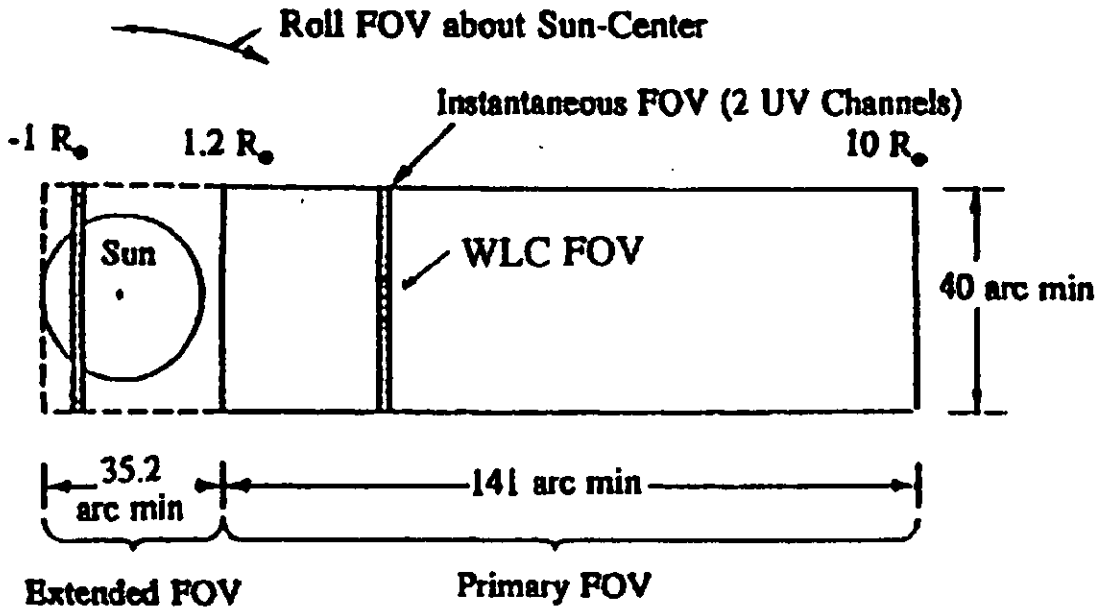 Roll FOV about Sun-Center
Instantaneous FOV (2 UV Channels)
-1 R⊙
1.2 R⊙
10 R⊙
Sun
WLC FOV
40 arc min
35.2
arc min
141 arc min
Extended FOV
Primary FOV